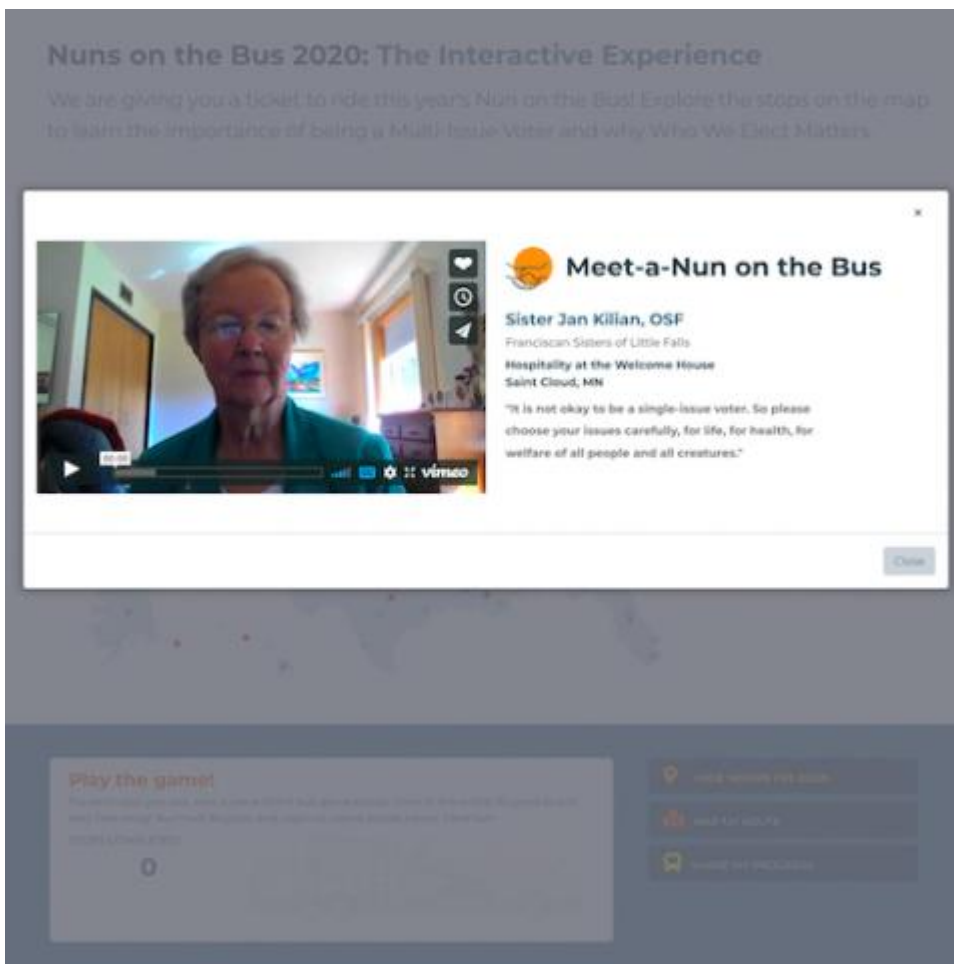 Nuns on the Bus 2020: The Interactive Experience
We are giving you a ticket to ride this year's Nun on the Bus! Explore the stops on the map
to learn the importance of being a Multi-Issue Voter and why Who We Elect Matters
×
Meet-a-Nun on the Bus
Sister Jan Kilian, OSF
Franciscan Sisters of Little Falls
Hospitality at the Welcome House
Saint Cloud, MN
"It is not okay to be a single-issue voter. So please
choose your issues carefully, for life, for health, for
welfare of all people and all creatures."
00:00
vimeo
Close
Play the game!
0